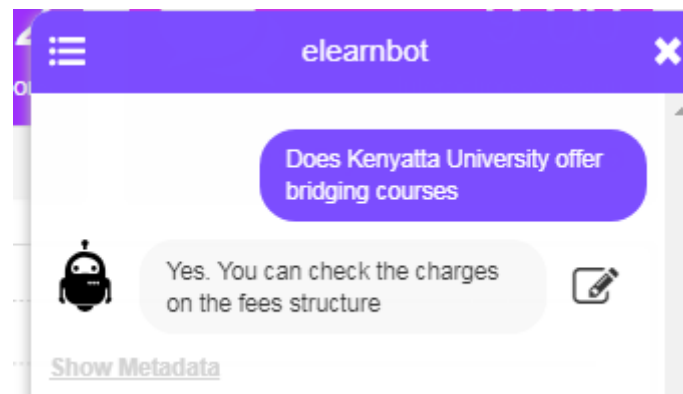 elearnbot
Does Kenyatta University offer
bridging courses
Yes. You can check the charges
on the fees structure
Show Metadata